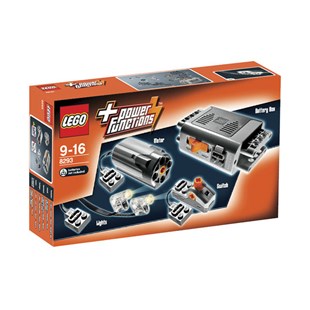 LEGO
power
functions
9-16
8293
Motor
Battery Box
Lights
Switch